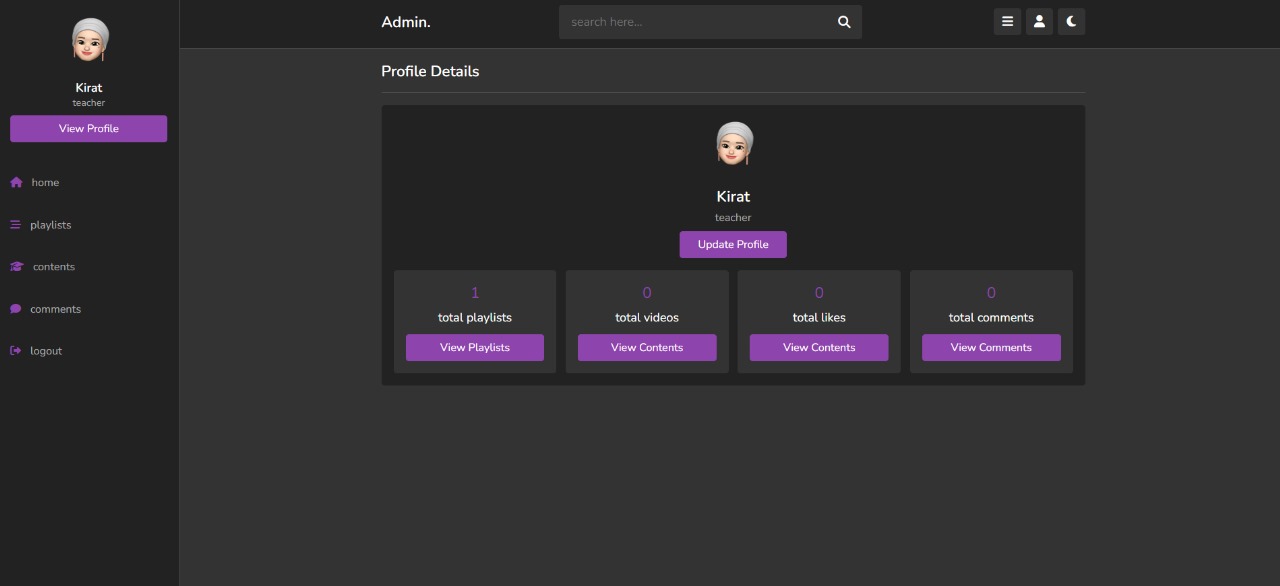 Kirat
teacher
View Profile
home
playlists
contents
comments
logout
Admin.
search here...
Profile Details
Kirat
teacher
Update Profile
1
total playlists
View Playlists
0
total videos
View Contents
0
total likes
View Contents
0
total comments
View Comments